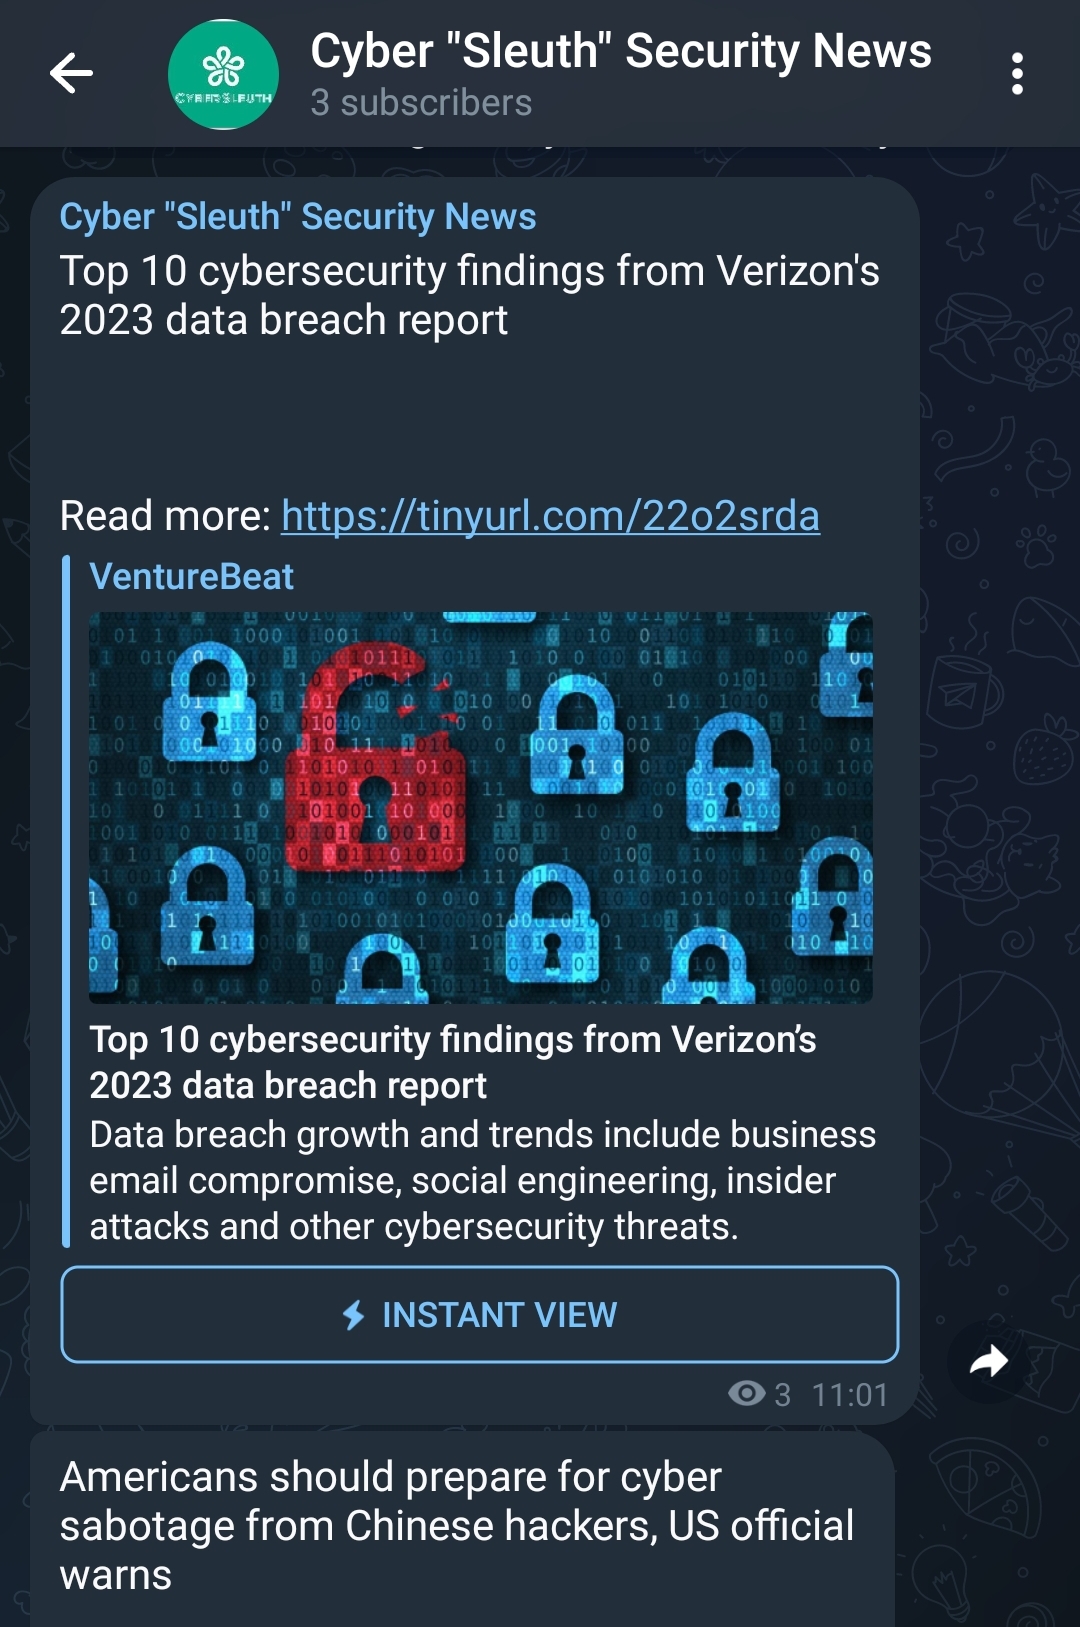 Cyber "Sleuth" Security News
3 subscribers
CYBERSLEUTH
Cyber "Sleuth" Security News
Top 10 cybersecurity findings from Verizon's
2023 data breach report
Read more: https://tinyurl.com/22o2srda
VentureBeat
Top 10 cybersecurity findings from Verizon’s
2023 data breach report
Data breach growth and trends include business
email compromise, social engineering, insider
attacks and other cybersecurity threats.
INSTANT VIEW
3 11:01
Americans should prepare for cyber
sabotage from Chinese hackers, US official
warns